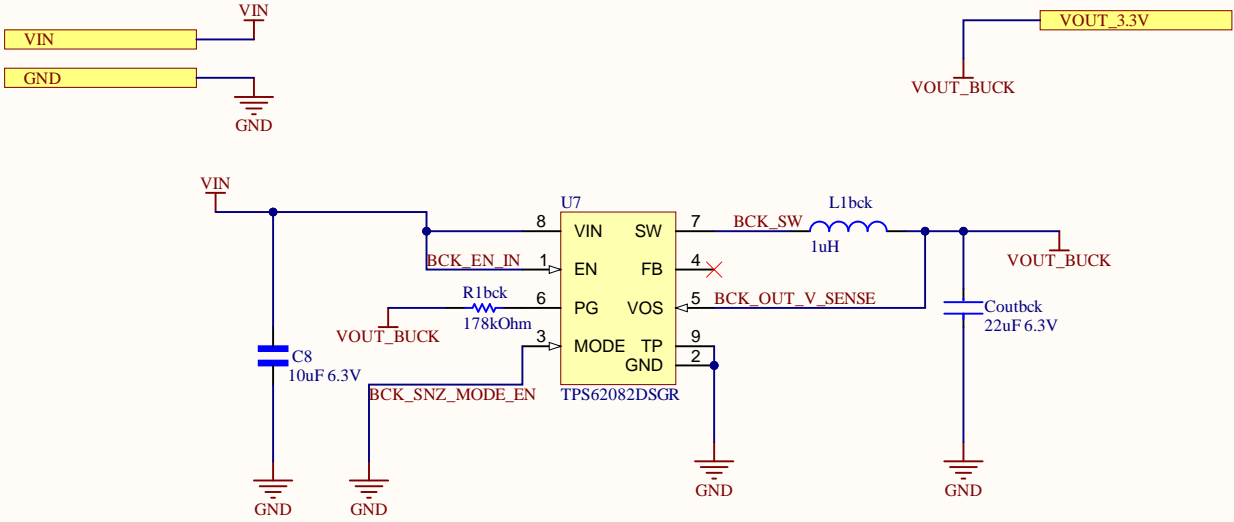 VIN
VIN
GND
GND
VOUT_3.3V
VOUT_BUCK
VIN
U7
L1bck
8 VIN SW 7 BCK_SW
1uH
VOUT_BUCK
BCK_EN_IN 1 EN FB 4
R1bck
6 PG VOS 5 BCK_OUT_V_SENSE
178kOhm
VOUT_BUCK
Coutbck
22uF 6.3V
3 MODE TP 9
GND 2
C8
10uF 6.3V
BCK_SNZ_MODE_EN
TPS62082DSGR
GND
GND
GND
GND